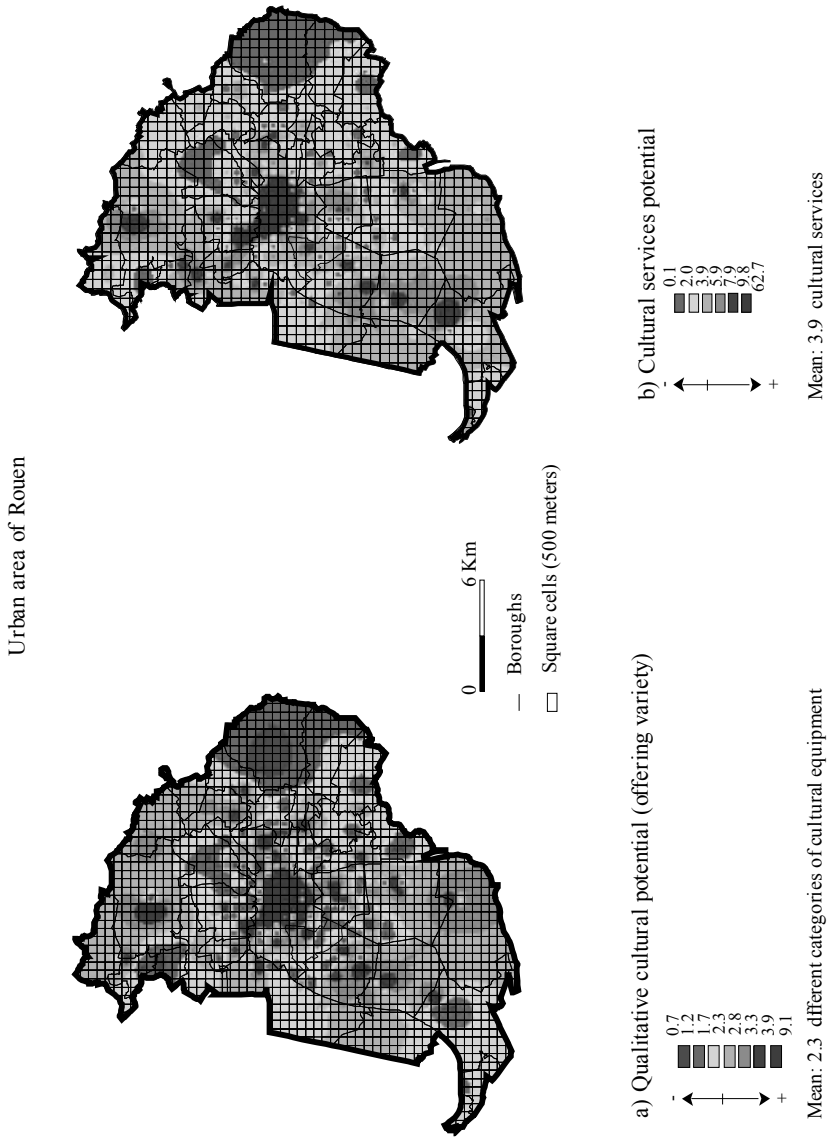 Urban area of Rouen
0 6 Km
Boroughs
Square cells (500 meters)
a) Qualitative cultural potential (offering variety)
-
0.7
1.2
1.7
2.3
2.8
3.3
3.9
9.1
+
Mean: 2.3 dfferent categories of cultural equipment
b) Cultural services potential
-
0.1
2.0
3.9
5.9
7.9
9.8
62.7
+
Mean: 3.9 cultural services